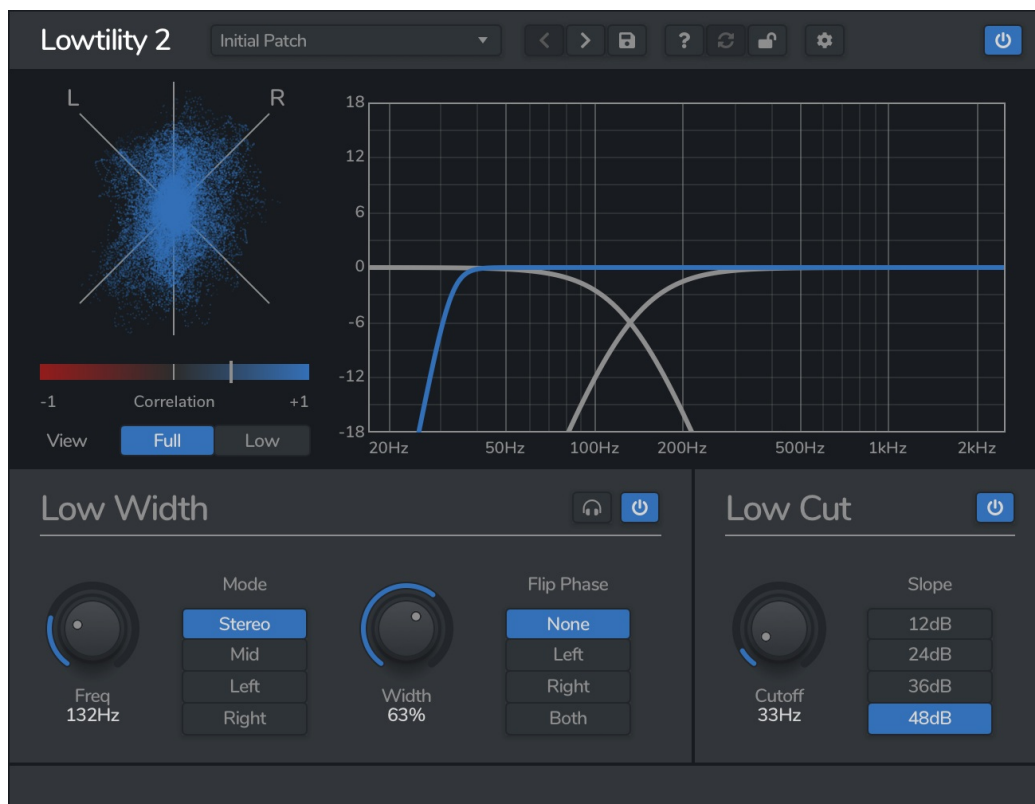 Lowtility 2 Initial Patch ?
L R
18
12
6
0
-6
-12
-18
20Hz 50Hz 100Hz 200Hz 500Hz 1kHz 2kHz
-1 Correlation +1
View Full Low
Low Width
Freq
132Hz
Mode
Stereo
Mid
Left
Right
Width
63%
Flip Phase
None
Left
Right
Both
Low Cut
Cutoff
33Hz
Slope
12dB
24dB
36dB
48dB